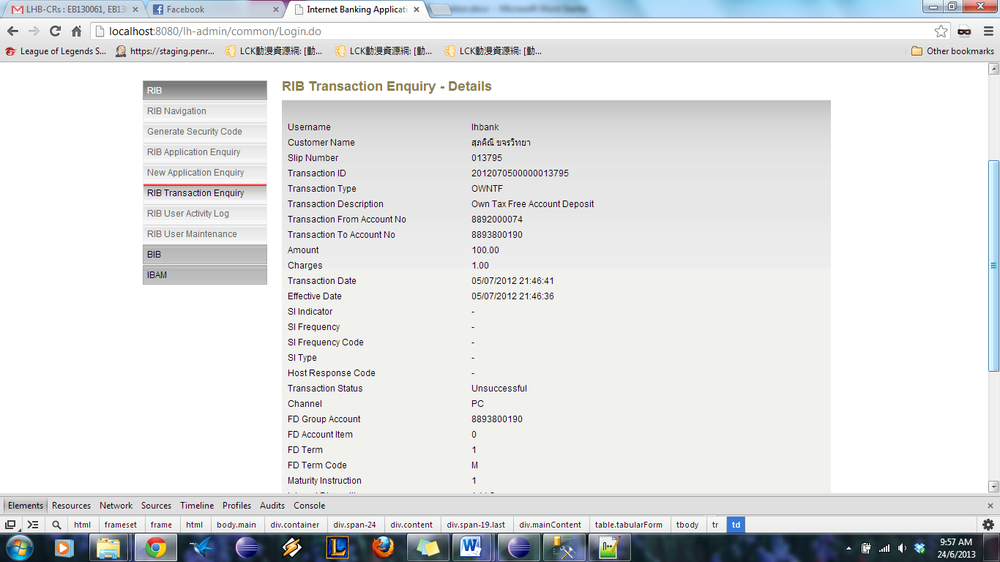 LHB-CRs : EB130061, EB13
Facebook
Internet Banking Applicati
localhost:8080/lh-admin/common/Login.do
League of Legends S...
https://staging.penr...
LCK動漫資源網: [動...
LCK動漫資源網: [動...
LCK動漫資源網: [動...
Other bookmarks
RIB
RIB Navigation
Generate Security Code
RIB Application Enquiry
New Application Enquiry
RIB Transaction Enquiry
RIB User Activity Log
RIB User Maintenance
BIB
IBAM
RIB Transaction Enquiry - Details
Username lhbank
Customer Name สุภคิณี ขจรวิทยา
Slip Number 013795
Transaction ID 2012070500000013795
Transaction Type OWNTF
Transaction Description Own Tax Free Account Deposit
Transaction From Account No 8892000074
Transaction To Account No 8893800190
Amount 100.00
Charges 1.00
Transaction Date 05/07/2012 21:46:41
Effective Date 05/07/2012 21:46:36
SI Indicator -
SI Frequency -
SI Frequency Code -
SI Type -
Host Response Code -
Transaction Status Unsuccessful
Channel PC
FD Group Account 8893800190
FD Account Item 0
FD Term 1
FD Term Code M
Maturity Instruction 1
Elements Resources Network Sources Timeline Profiles Audits Console
html frameset frame html body.main div.container div.span-24 div.content div.span-19.last div.mainContent table.tabularForm tbody tr td
9:57 AM
24/6/2013